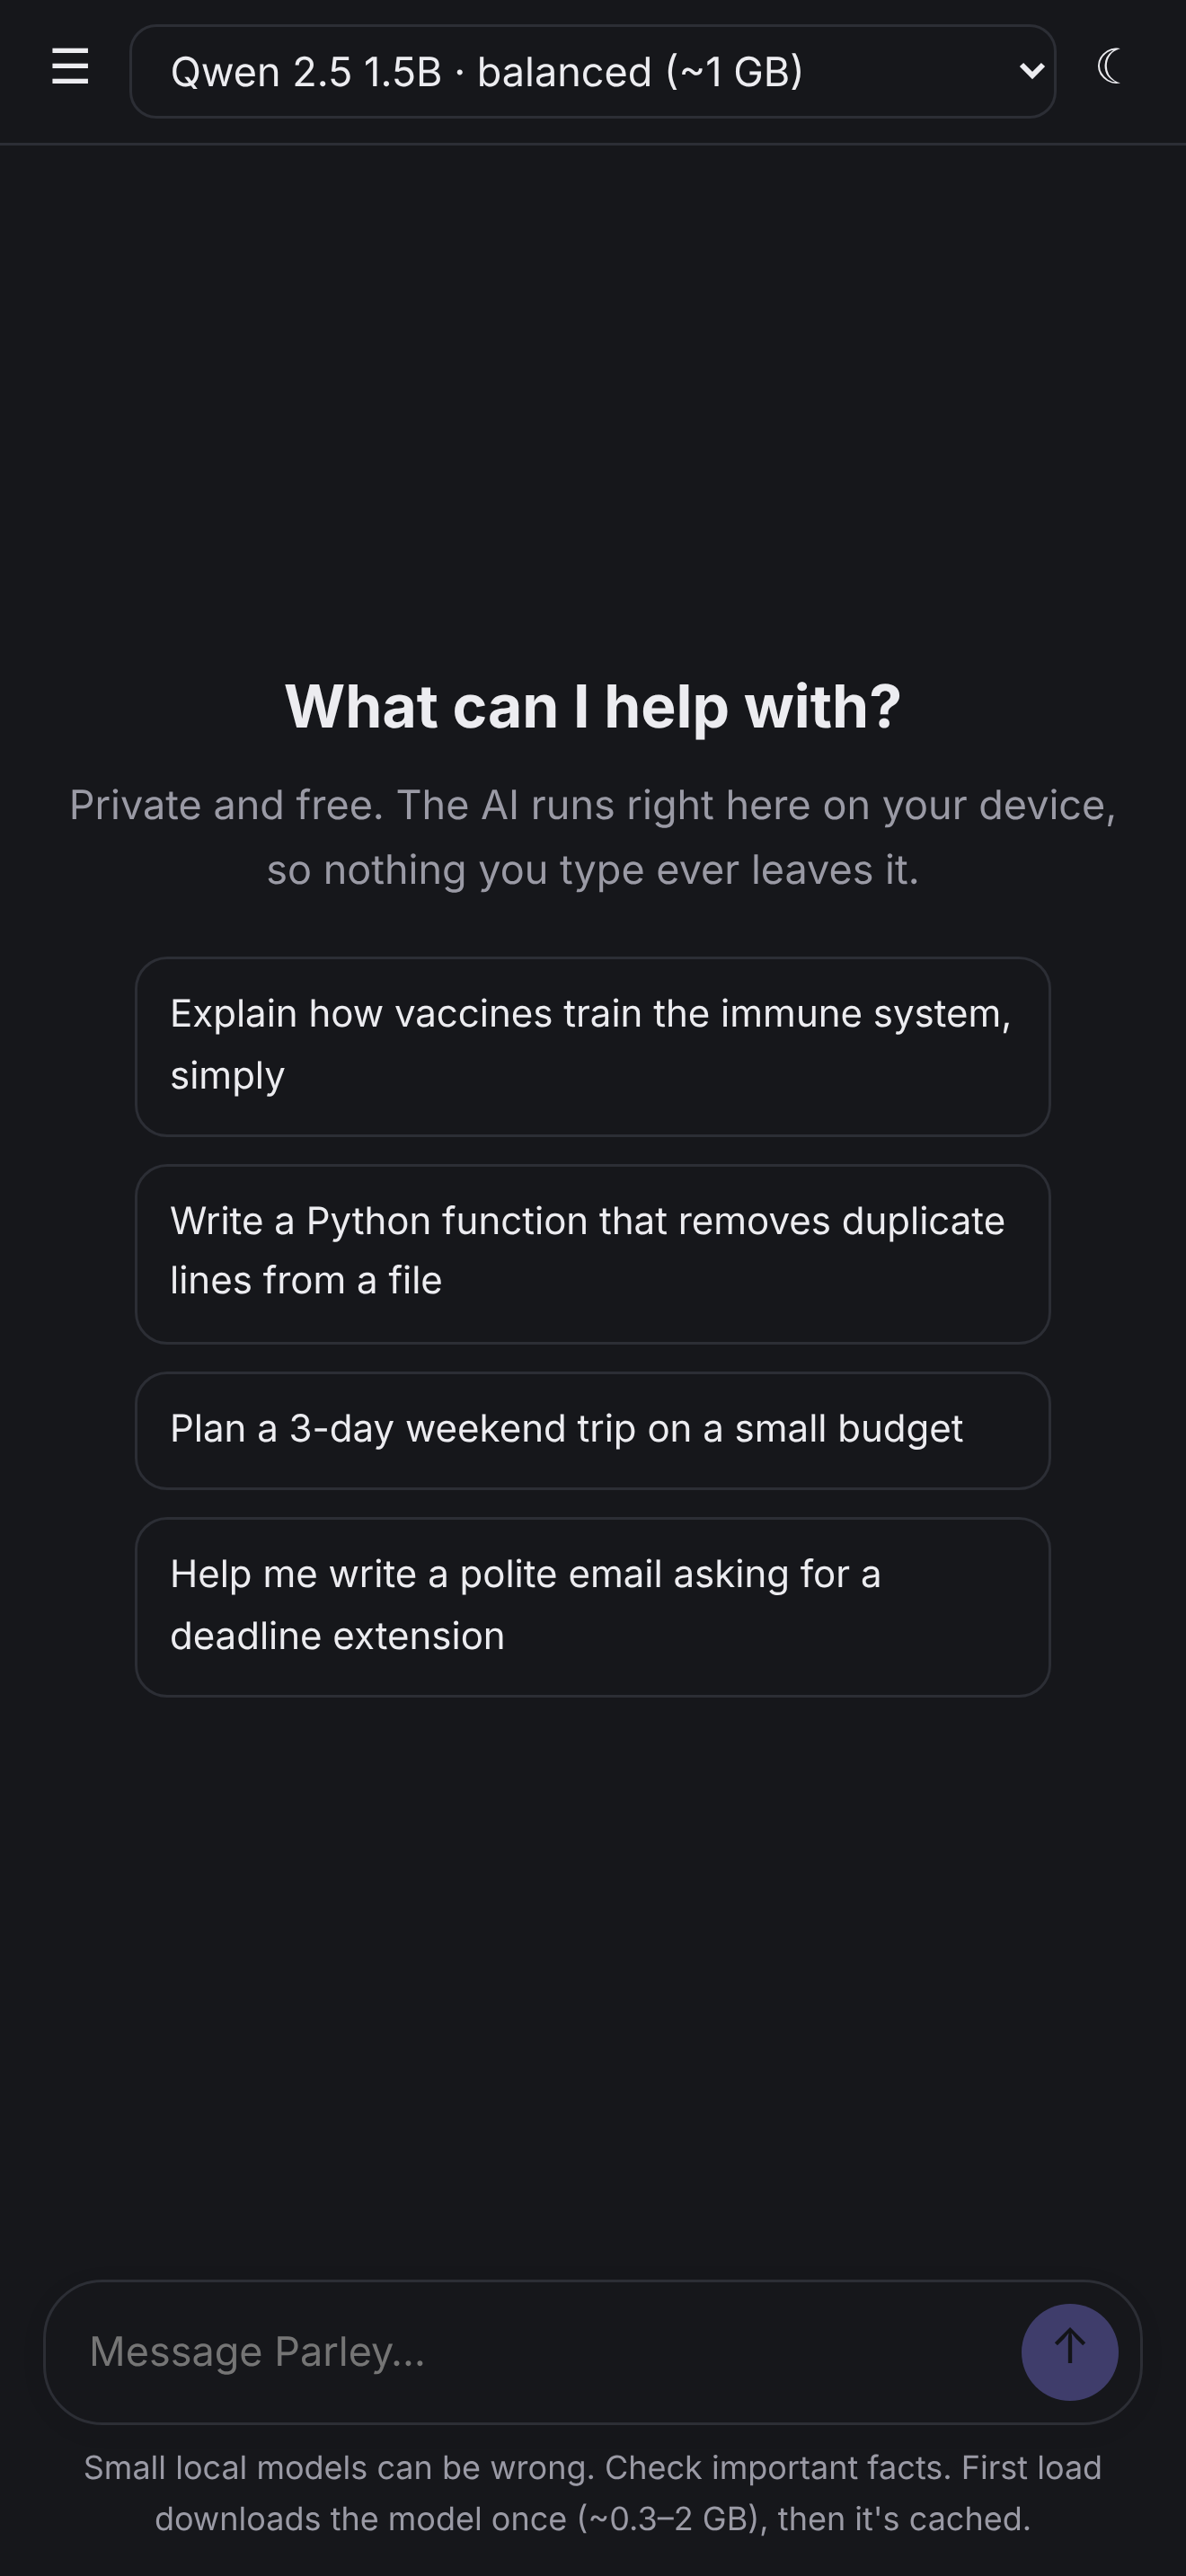 Qwen 2.5 1.5B · balanced (~1 GB)
What can I help with?
Private and free. The AI runs right here on your device,
so nothing you type ever leaves it.
Explain how vaccines train the immune system,
simply
Write a Python function that removes duplicate
lines from a file
Plan a 3-day weekend trip on a small budget
Help me write a polite email asking for a
deadline extension
Message Parley...
Small local models can be wrong. Check important facts. First load
downloads the model once (~0.3–2 GB), then it's cached.